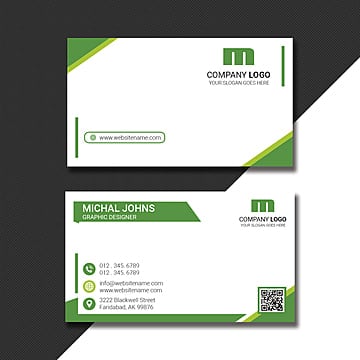 m
COMPANY LOGO
YOUR SLOGAN GOES HERE
www.websitename.com
MICHAL JOHNS
GRAPHIC DESIGNER
m
COMPANY LOGO
YOUR SLOGAN GOES HERE
012 . 345. 6789
012 . 345. 6789
info@websitename.com
www.websitename.com
3222 Blackwell Street
Faridabad, AK 99876